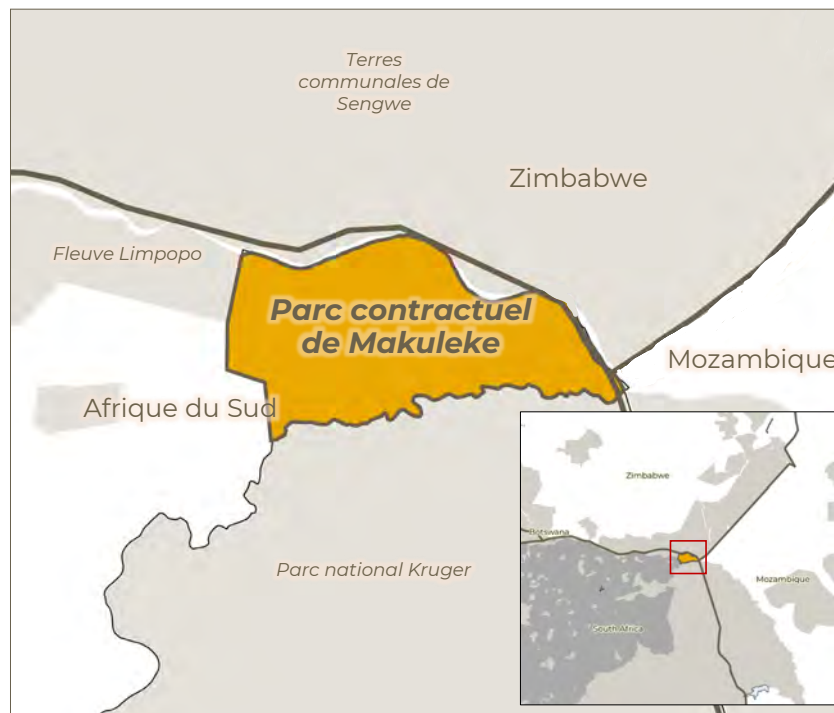 Terres
communales de
Sengwe
Zimbabwe
Fleuve Limpopo
Parc contractuel
de Makuleke
Mozambique
Afrique du Sud
Parc national Kruger
Zimbabwe
Botswana
Mozambique
South Africa